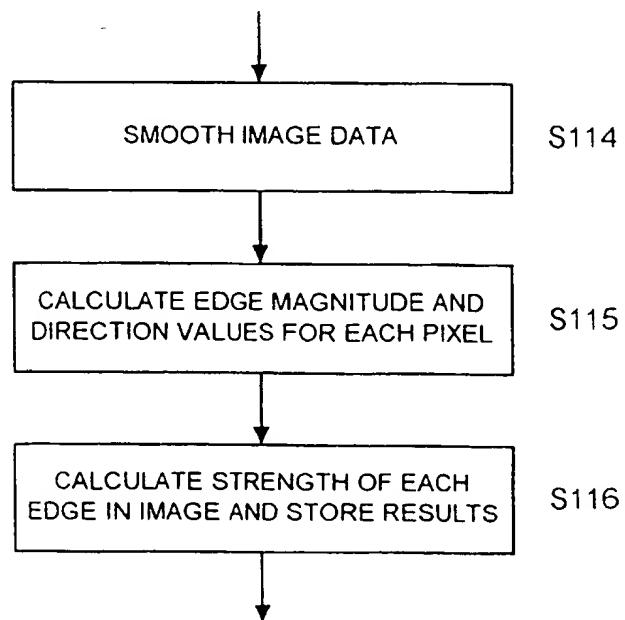 SMOOTH IMAGE DATA
S114
CALCULATE EDGE MAGNITUDE AND
DIRECTION VALUES FOR EACH PIXEL
S115
CALCULATE STRENGTH OF EACH
EDGE IN IMAGE AND STORE RESULTS
S116